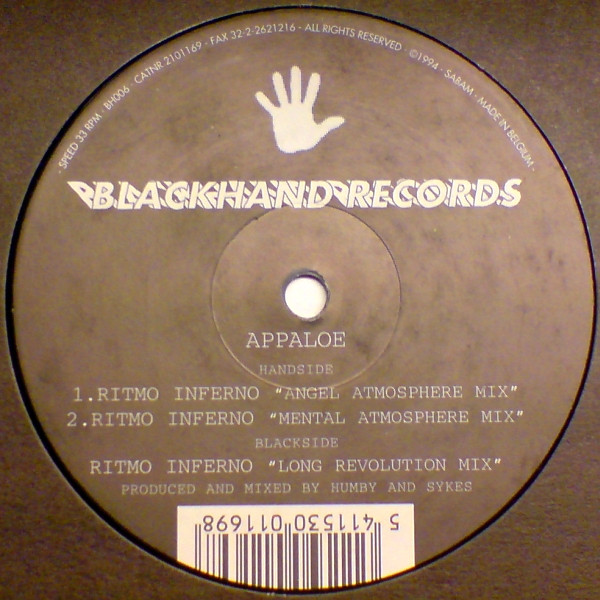 · SPEED 33 RPM · BH006 · CATNR 2101169 · FAX 32-2-2621216 · ALL RIGHTS RESERVED · ©1994 · SABAM · MADE IN BELGIUM ·
BLACKHAND RECORDS
APPALOE
HANDSIDE
1.RITMO INFERNO "ANGEL ATMOSPHERE MIX"
2.RITMO INFERNO "MENTAL ATMOSPHERE MIX"
BLACKSIDE
RITMO INFERNO "LONG REVOLUTION MIX"
PRODUCED AND MIXED BY HUMBY AND SYKES
5 411530 011698